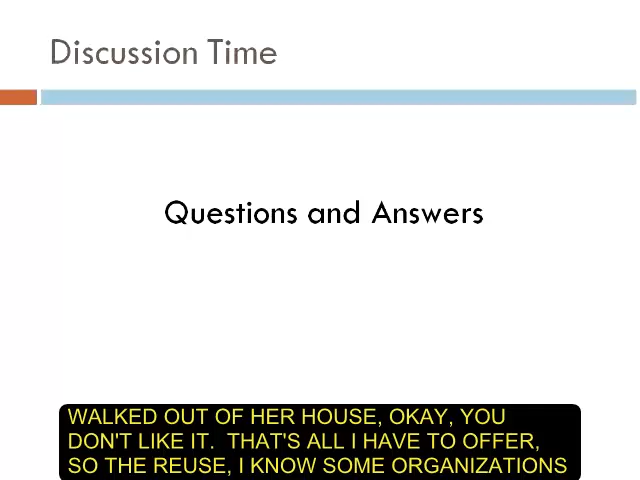 Discussion Time
Questions and Answers
WALKED OUT OF HER HOUSE, OKAY, YOU
DON'T LIKE IT.  THAT'S ALL I HAVE TO OFFER,
SO THE REUSE, I KNOW SOME ORGANIZATIONS